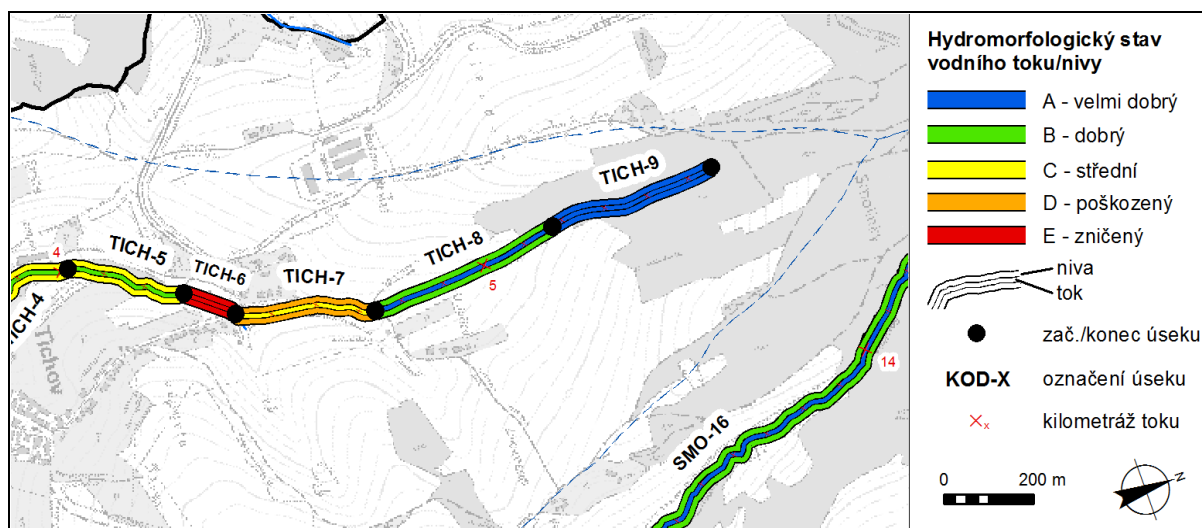 Hydromorfologický stav
vodního toku/nivy
A - velmi dobrý
B - dobrý
C - střední
D - poškozený
E - zničený
niva
tok
zač./konec úseku
KOD-X označení úseku
x kilometráž toku
0 200 m
N
TICH-9
TICH-8
5
TICH-7
TICH-6
TICH-5
4
TICH-4
Tichov
SMO-16
14